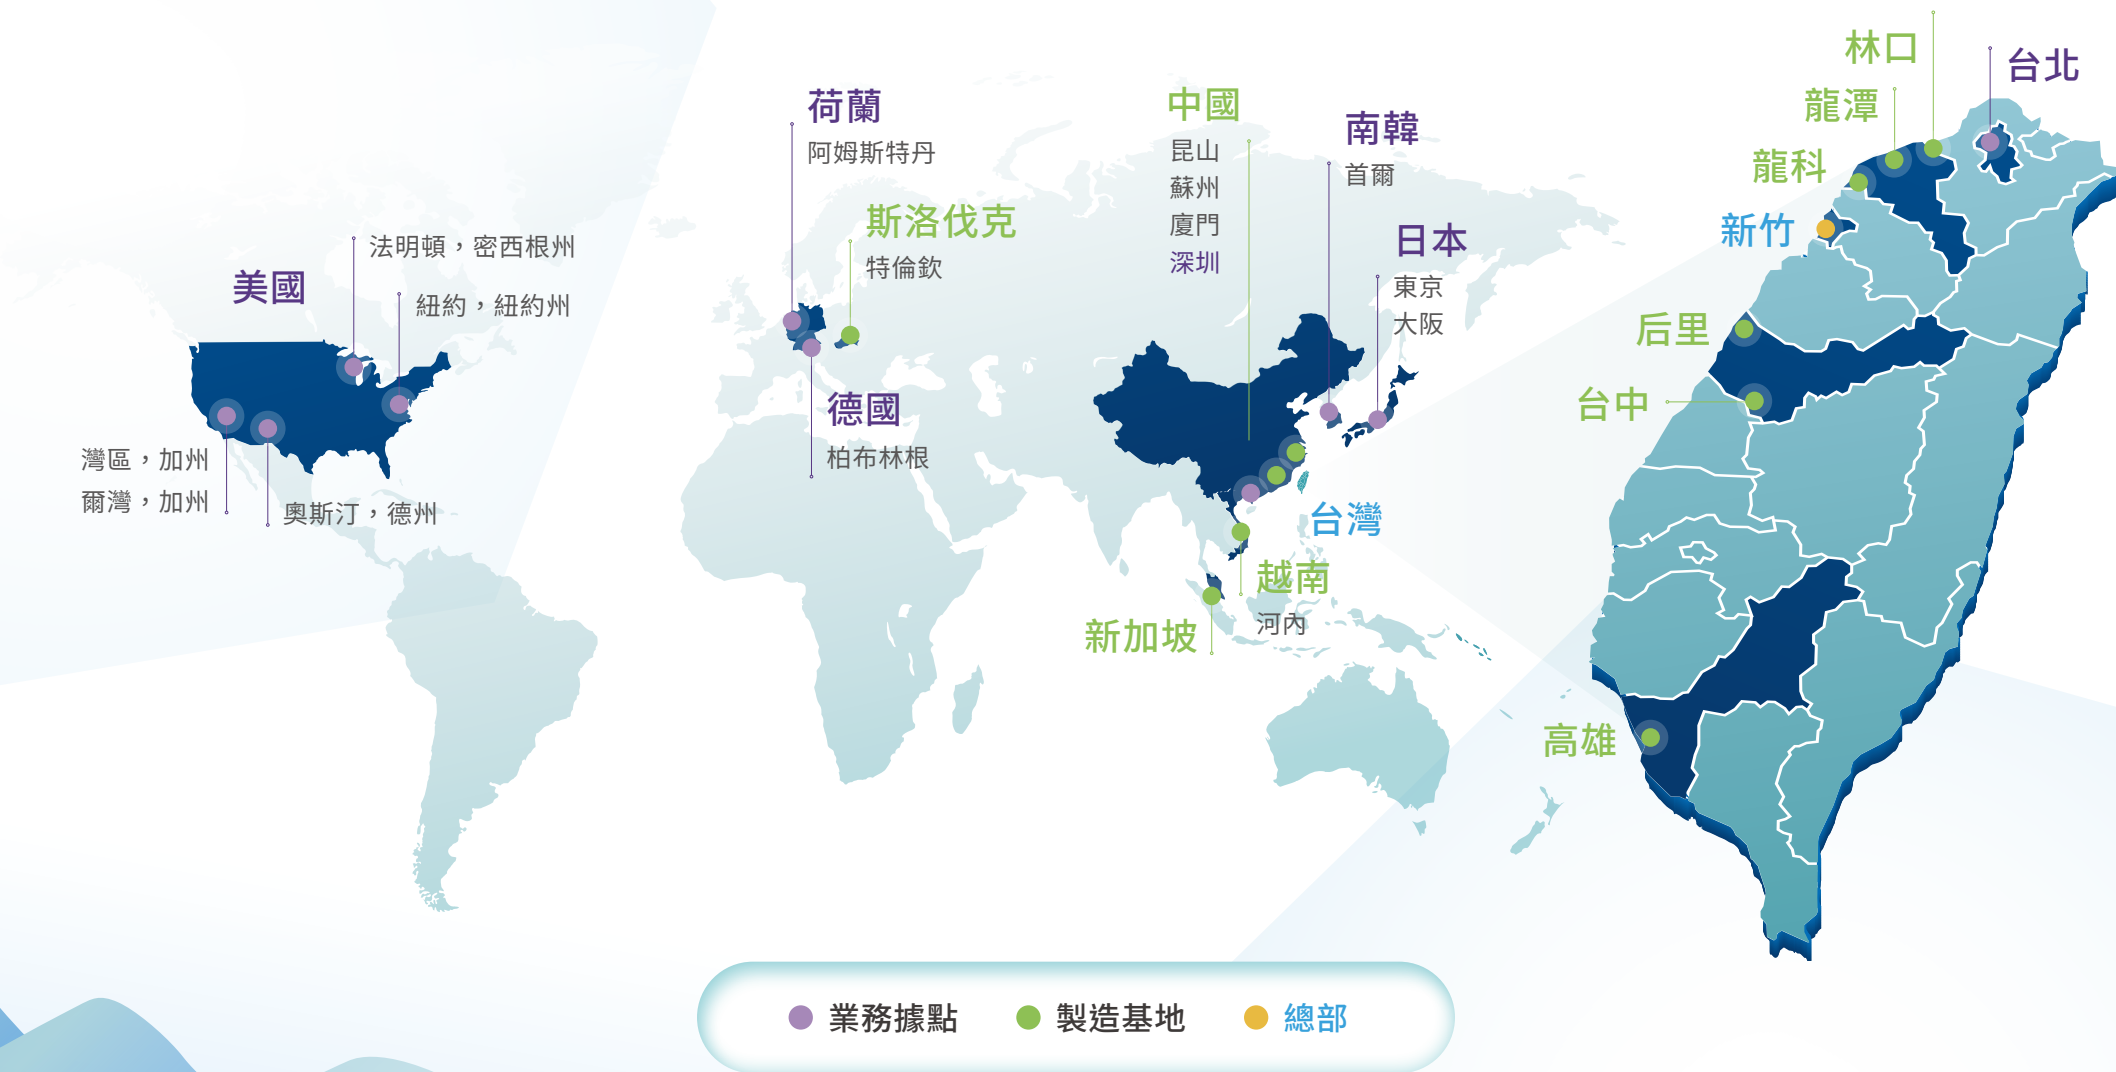 美國
法明頓，密西根州
紐約，紐約州
灣區，加州
爾灣，加州
奧斯汀，德州
荷蘭
阿姆斯特丹
斯洛伐克
特倫欽
德國
柏布林根
中國
昆山
蘇州
廈門
深圳
南韓
首爾
日本
東京
大阪
台灣
越南
河內
新加坡
林口
台北
龍潭
龍科
新竹
后里
台中
高雄
業務據點
製造基地
總部